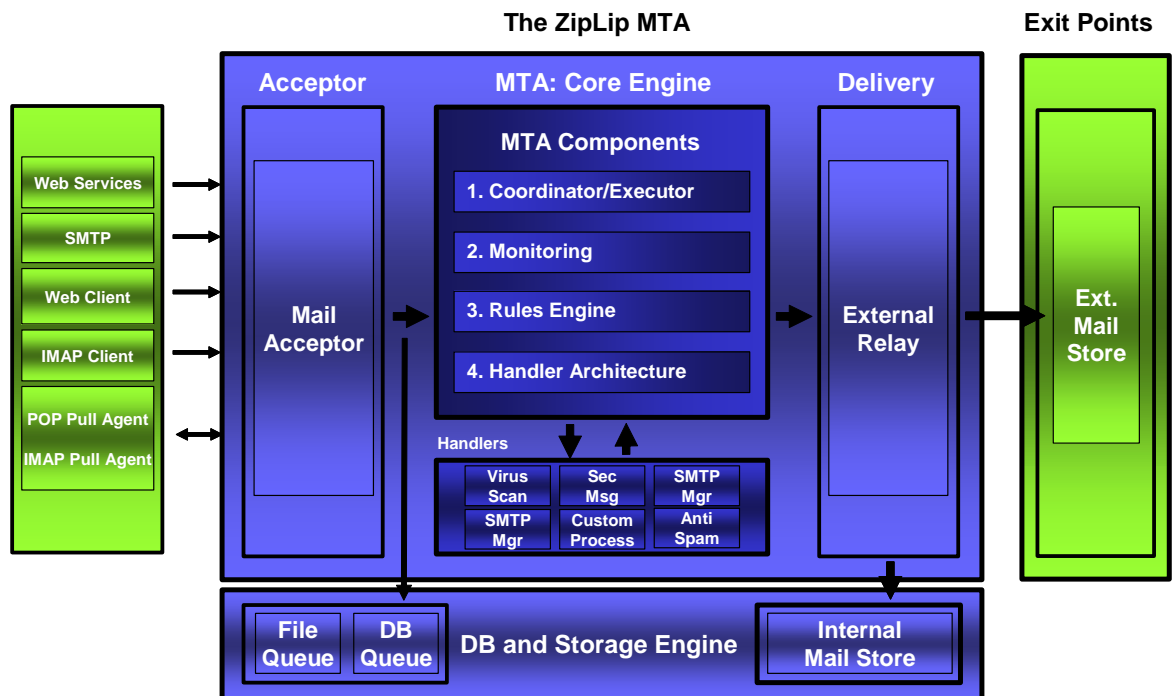 The ZipLip MTA
Exit Points
Acceptor
MTA: Core Engine
Delivery
Web Services
SMTP
Web Client
IMAP Client
POP Pull Agent
IMAP Pull Agent
Mail
Acceptor
MTA Components
1. Coordinator/Executor
2. Monitoring
3. Rules Engine
4. Handler Architecture
Handlers
Virus
Scan
Sec
Msg
SMTP
Mgr
SMTP
Mgr
Custom
Process
Anti
Spam
External
Relay
Ext.
Mail
Store
File
Queue
DB
Queue
DB and Storage Engine
Internal
Mail Store